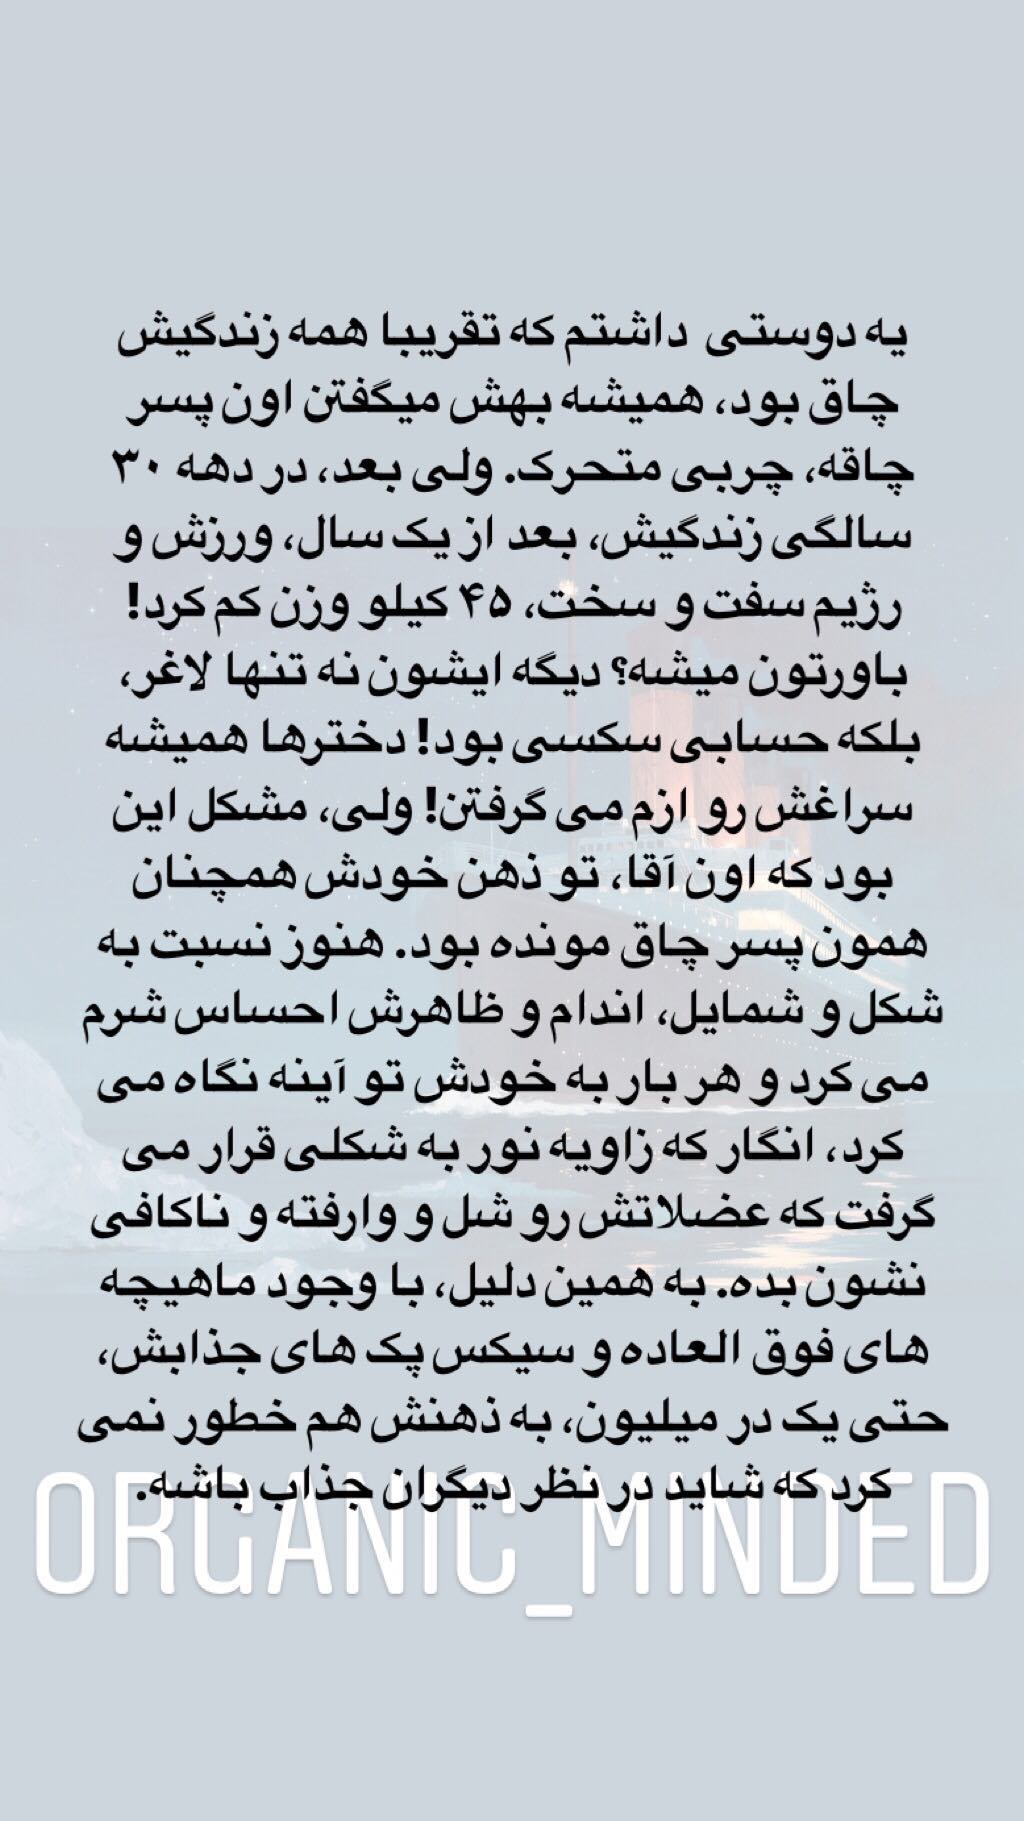 یه دوستی داشتم که تقریبا همه زندگیش
چاق بود، همیشه بهش میگفتن اون پسر
چاقه، چربی متحرک. ولی بعد، در دهه ۳۰
سالگی زندگیش، بعد از یک سال، ورزش و
رژیم سفت و سخت، ۴۵ کیلو وزن کم کرد!
باورتون میشه؟ دیگه ایشون نه تنها لاغر،
بلکه حسابی سکسی بود! دخترها همیشه
سراغش رو ازم می گرفتن! ولی، مشکل این
بود که اون آقا، تو ذهن خودش همچنان
همون پسر چاق مونده بود. هنوز نسبت به
شکل و شمایل، اندام و ظاهرش احساس شرم
می کرد و هر بار به خودش تو آینه نگاه می
کرد، انگار که زاویه نور به شکلی قرار می
گرفت که عضلاتش رو شل و وارفته و ناکافی
نشون بده. به همین دلیل، با وجود ماهیچه
های فوق العاده و سیکس پک های جذابش،
حتی یک در میلیون، به ذهنش هم خطور نمی
کرد که شاید در نظر دیگران جذاب باشه.
ORGANIC_MINDED